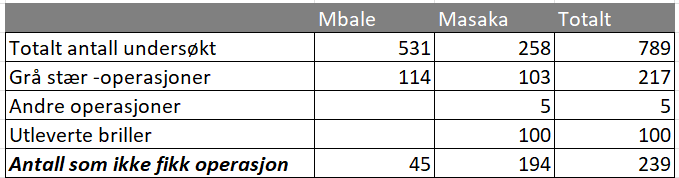 Mbale Masaka Totalt
Totalt antall undersøkt 531 258 789
Grå stær -operasjoner 114 103 217
Andre operasjoner 5 5
Utleverte briller 100 100
Antall som ikke fikk operasjon 45 194 239